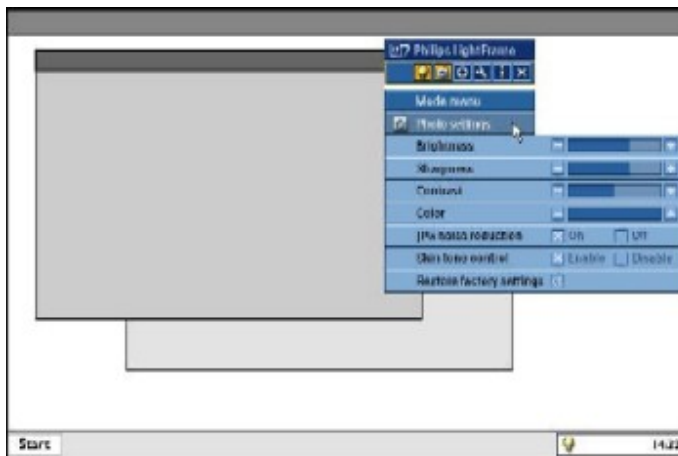 Philips LightFrame
Mode menu
Photo settings
Brightness
Sharpness
Contrast
Color
JPG noise reduction On Off
Skin tone control Enable Disable
Restore factory settings
Start